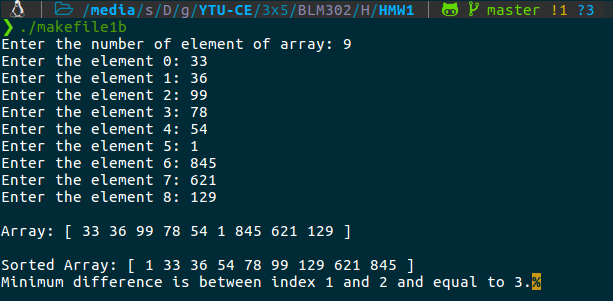 /media/s/D/g/YTU-CE/3x5/BLM302/H/HMW1 master !1 ?3
❯ ./makefile1b
Enter the number of element of array: 9
Enter the element 0: 33
Enter the element 1: 36
Enter the element 2: 99
Enter the element 3: 78
Enter the element 4: 54
Enter the element 5: 1
Enter the element 6: 845
Enter the element 7: 621
Enter the element 8: 129
Array: [ 33 36 99 78 54 1 845 621 129 ]
Sorted Array: [ 1 33 36 54 78 99 129 621 845 ]
Minimum difference is between index 1 and 2 and equal to 3.%